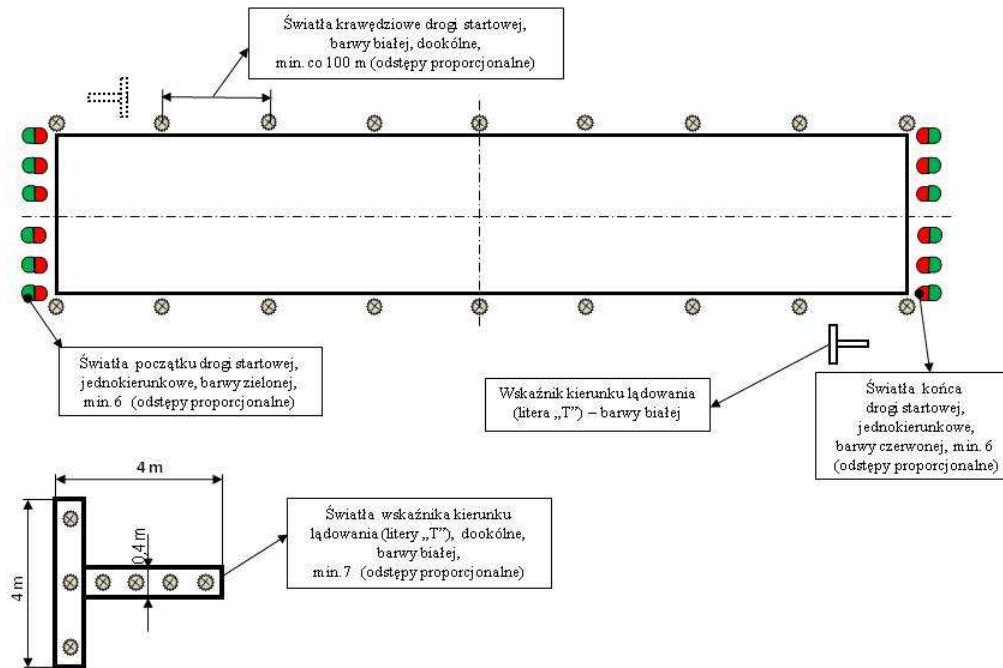 Światła krawędziowe drogi startowej,
barwy białej, dookólne,
min. co 100 m (odstępy proporcjonalne)
Światła początku drogi startowej,
jednokierunkowe, barwy zielonej,
min. 6 (odstępy proporcjonalne)
Wskaźnik kierunku lądowania
(litera „T”) – barwy białej
Światła końca
drogi startowej,
jednokierunkowe,
barwy czerwonej, min. 6
(odstępy proporcjonalne)
4 m
4 m
0,4 m
Światła wskaźnika kierunku
lądowania (litery „T”), dookólne,
barwy białej,
min. 7 (odstępy proporcjonalne)